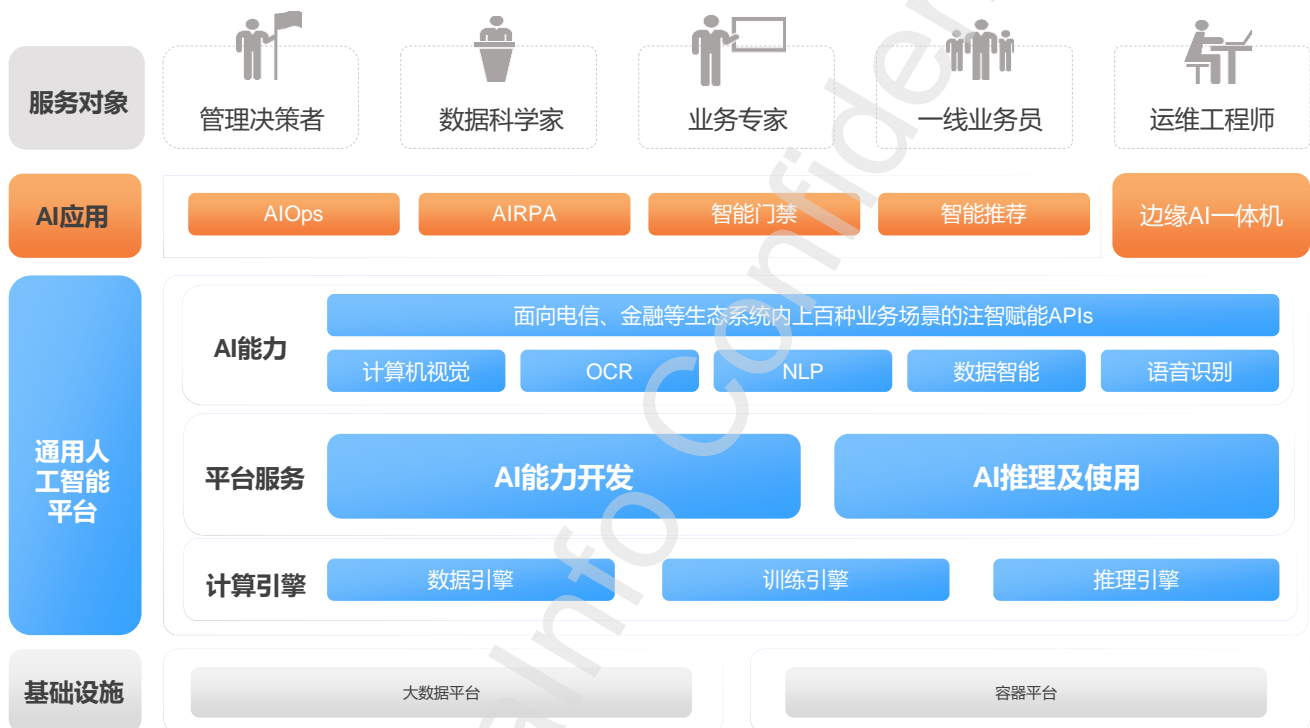 服务对象
管理决策者
数据科学家
业务专家
一线业务员
运维工程师
AI应用
AIOps
AIRPA
智能门禁
智能推荐
边缘AI一体机
通用人
工智能
平台
AI能力
面向电信、金融等生态系统内上百种业务场景的注智赋能APIs
计算机视觉
OCR
NLP
数据智能
语音识别
平台服务
AI能力开发
AI推理及使用
计算引擎
数据引擎
训练引擎
推理引擎
基础设施
大数据平台
容器平台